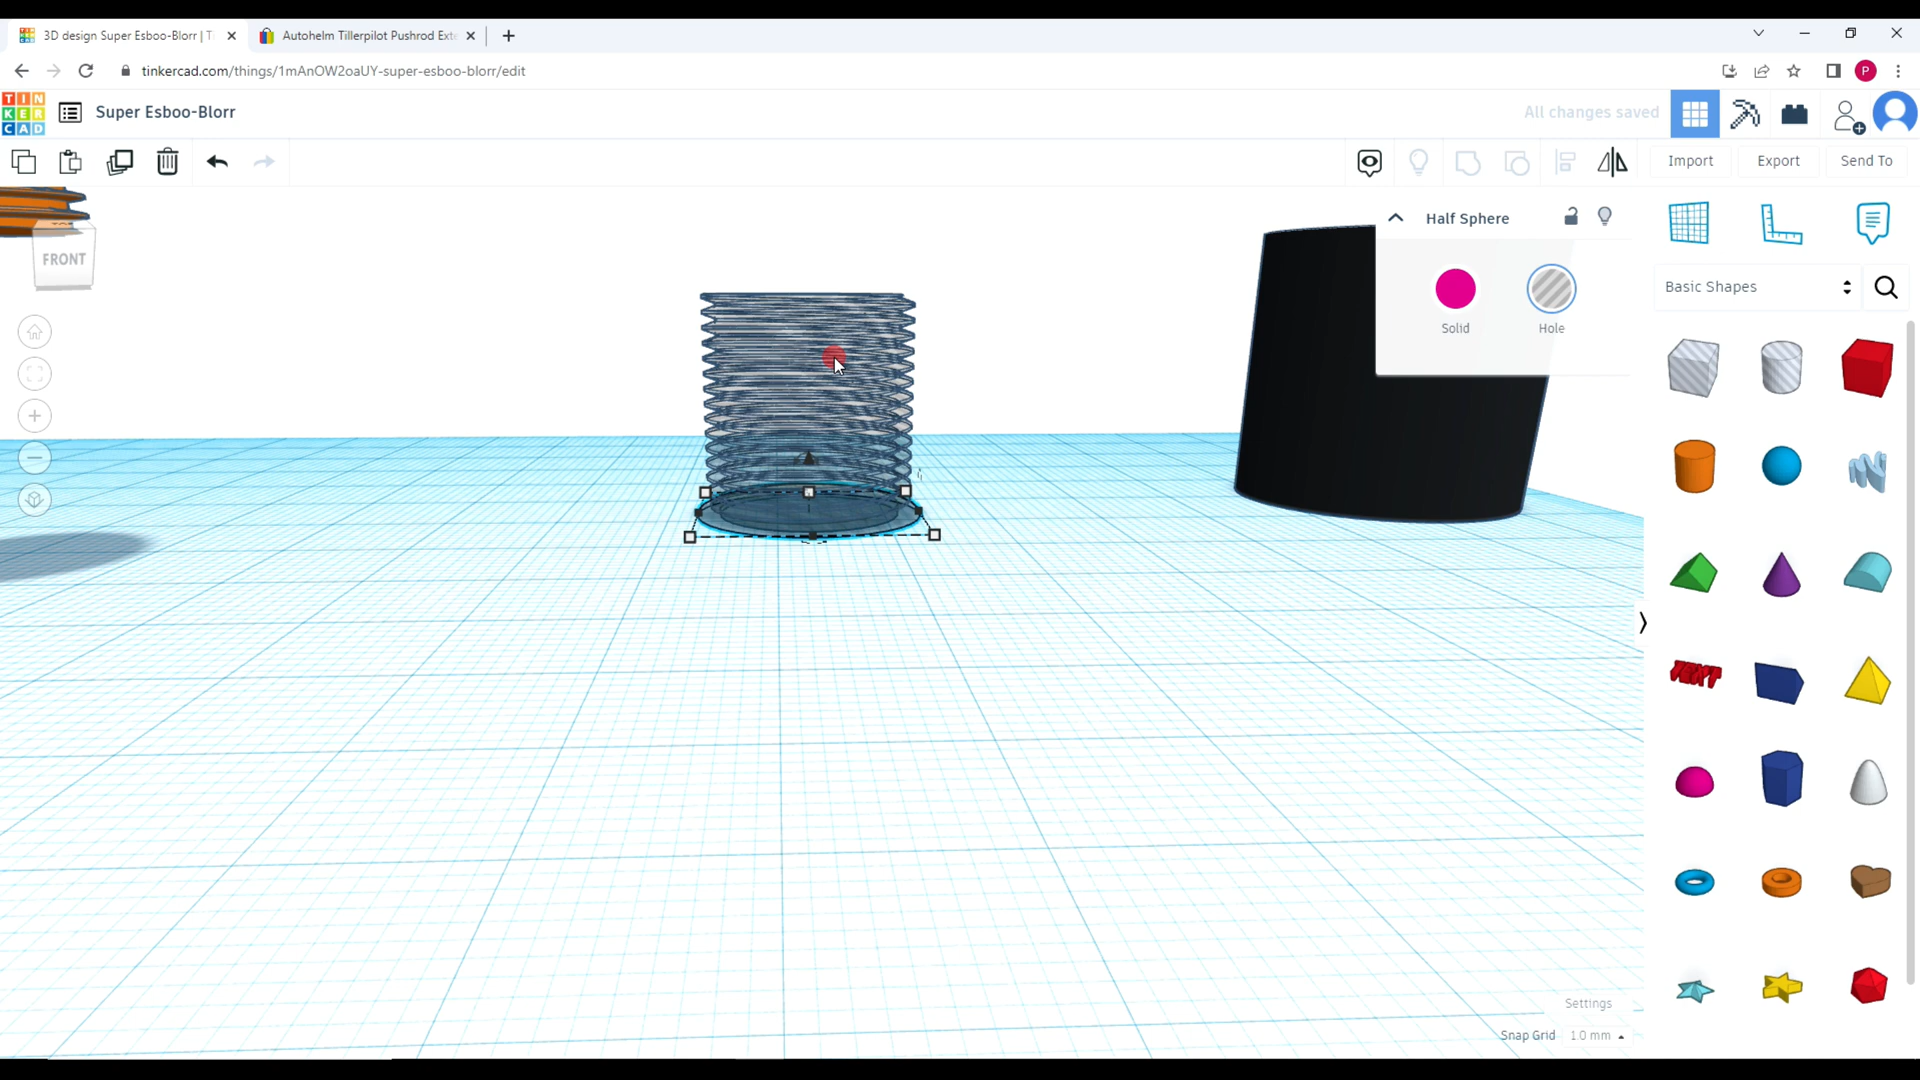 3D design Super Esboo-Blorr | T
Autohelm Tillerpilot Pushrod Exte
tinkercad.com/things/1mAnOW2oaUY-super-esboo-blorr/edit
P
TIN
KER
CAD
Super Esboo-Blorr
All changes saved
Import
Export
Send To
FRONT
Half Sphere
Solid
Hole
Basic Shapes
TEXT
Settings
Snap Grid 1.0 mm